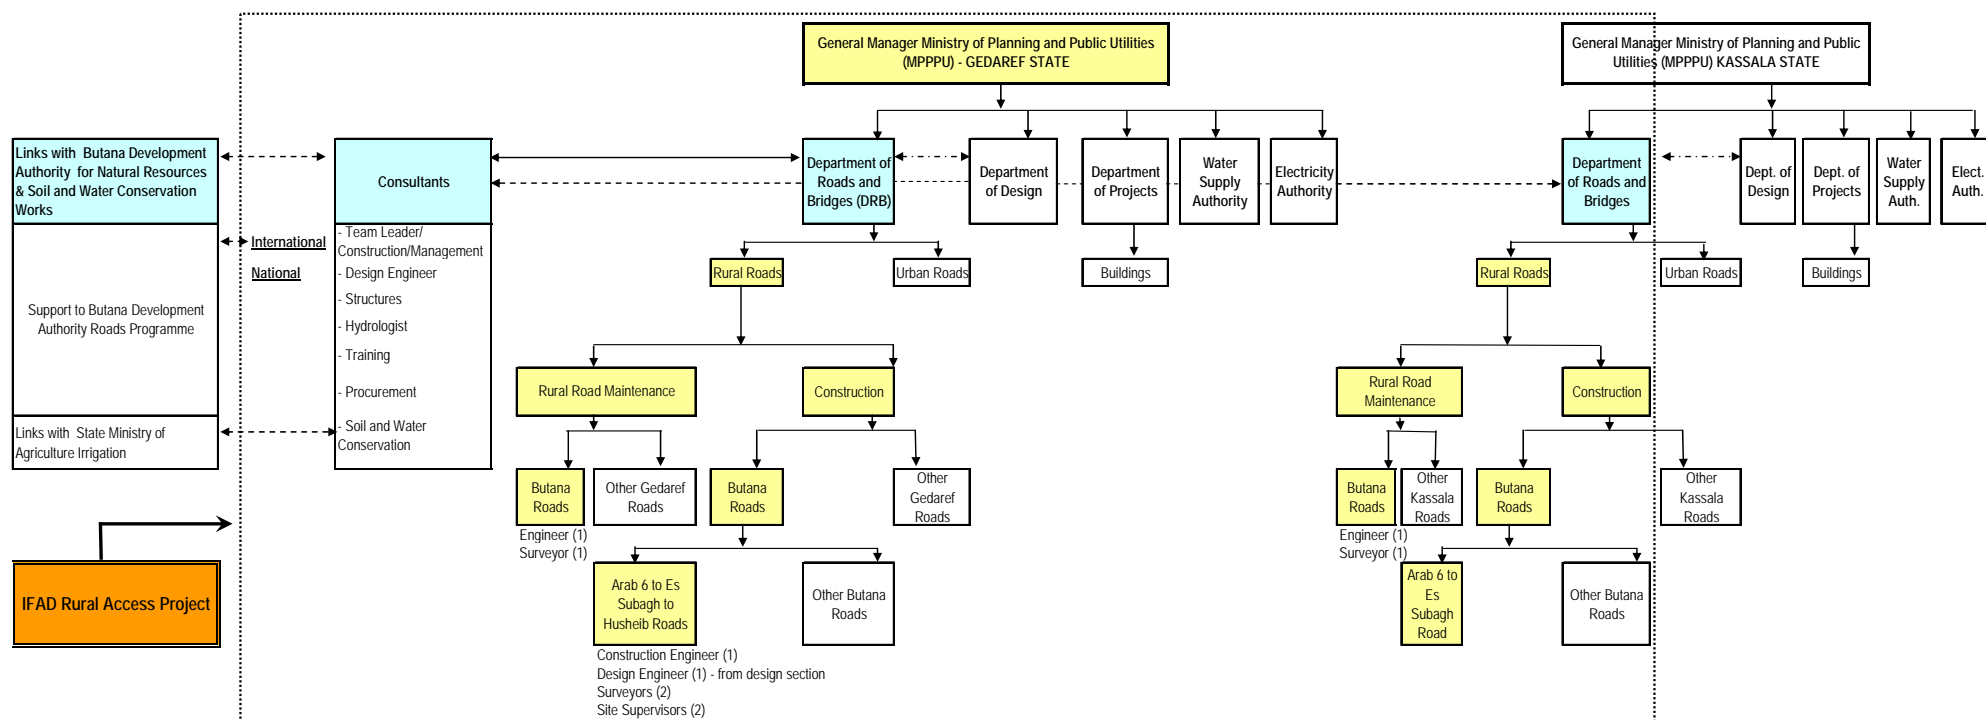 General Manager Ministry of Planning and Public Utilities
(MPPPU) - GEDAREF STATE
General Manager Ministry of Planning and Public
Utilities (MPPPU) KASSALA STATE
Links with Butana Development
Authority for Natural Resources
& Soil and Water Conservation
Works
Consultants
Department of
Roads and
Bridges (DRB)
Department
of Design
Department
of Projects
Water
Supply
Authority
Electricity
Authority
Department
of Roads and
Bridges
Dept. of
Design
Dept. of
Projects
Water
Supply
Auth.
Elect.
Auth.
International
National
- Team Leader/
Construction/Management
- Design Engineer
- Structures
- Hydrologist
- Training
- Procurement
- Soil and Water
Conservation
Support to Butana Development
Authority Roads Programme
Links with State Ministry of
Agriculture Irrigation
Rural Roads
Urban Roads
Buildings
Rural Roads
Urban Roads
Buildings
Rural Road Maintenance
Construction
Rural Road
Maintenance
Construction
Butana
Roads
Other Gedaref
Roads
Butana
Roads
Other
Gedaref
Roads
Butana
Roads
Other
Kassala
Roads
Butana
Roads
Other
Kassala
Roads
Engineer (1)
Surveyor (1)
Engineer (1)
Surveyor (1)
IFAD Rural Access Project
Arab 6 to Es
Subagh to
Husheib Roads
Other Butana
Roads
Arab 6 to
Es
Subagh
Road
Other Butana
Roads
Construction Engineer (1)
Design Engineer (1) - from design section
Surveyors (2)
Site Supervisors (2)